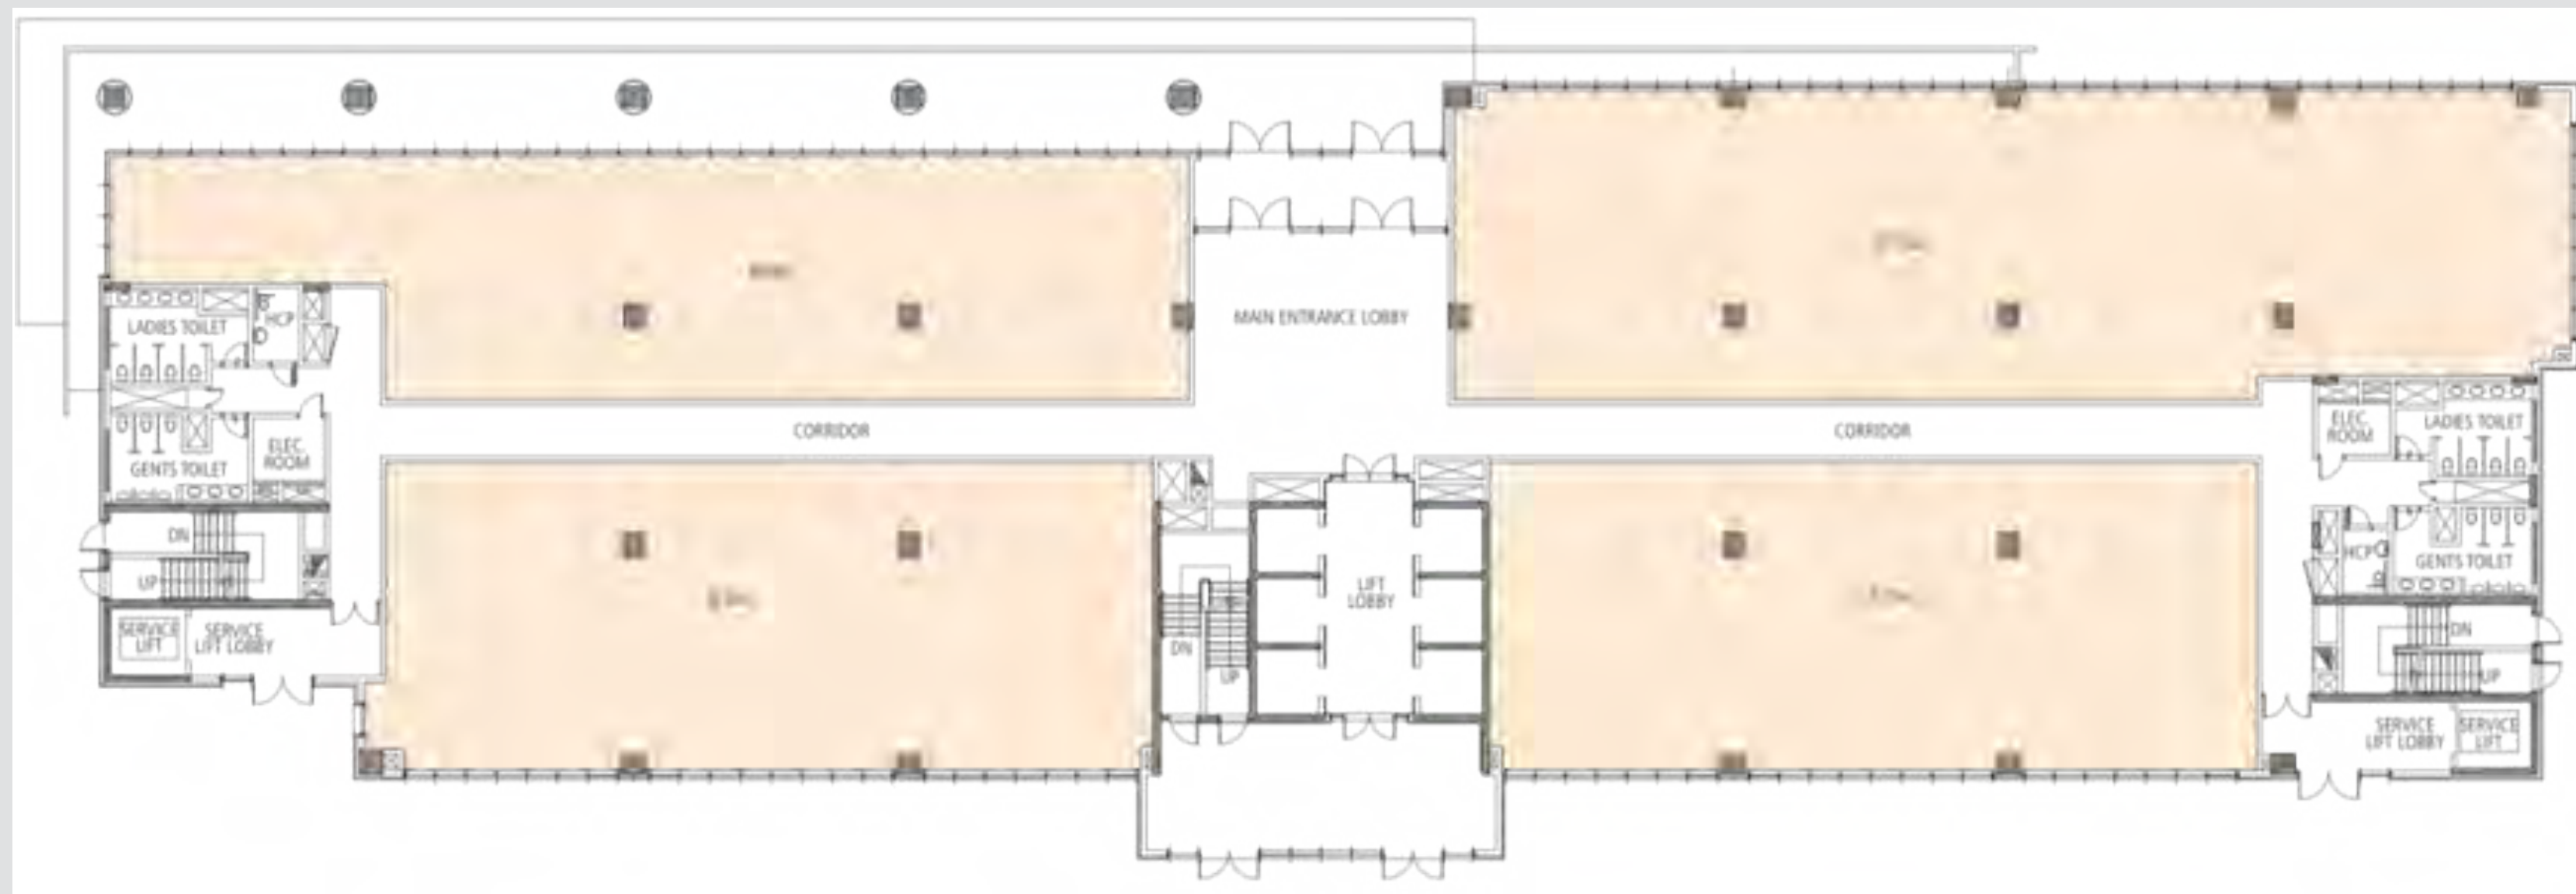 MAIN ENTRANCE LOBBY
LADIES TOILET
HCP
GENTS TOILET
ELEC.
ROOM
CORRIDOR
CORRIDOR
DN
UP
SERVICE
LIFT
SERVICE
LIFT LOBBY
DN
UP
LIFT
LOBBY
ELEC.
ROOM
LADIES TOILET
HCP
GENTS TOILET
DN
UP
SERVICE
LIFT LOBBY
SERVICE
LIFT